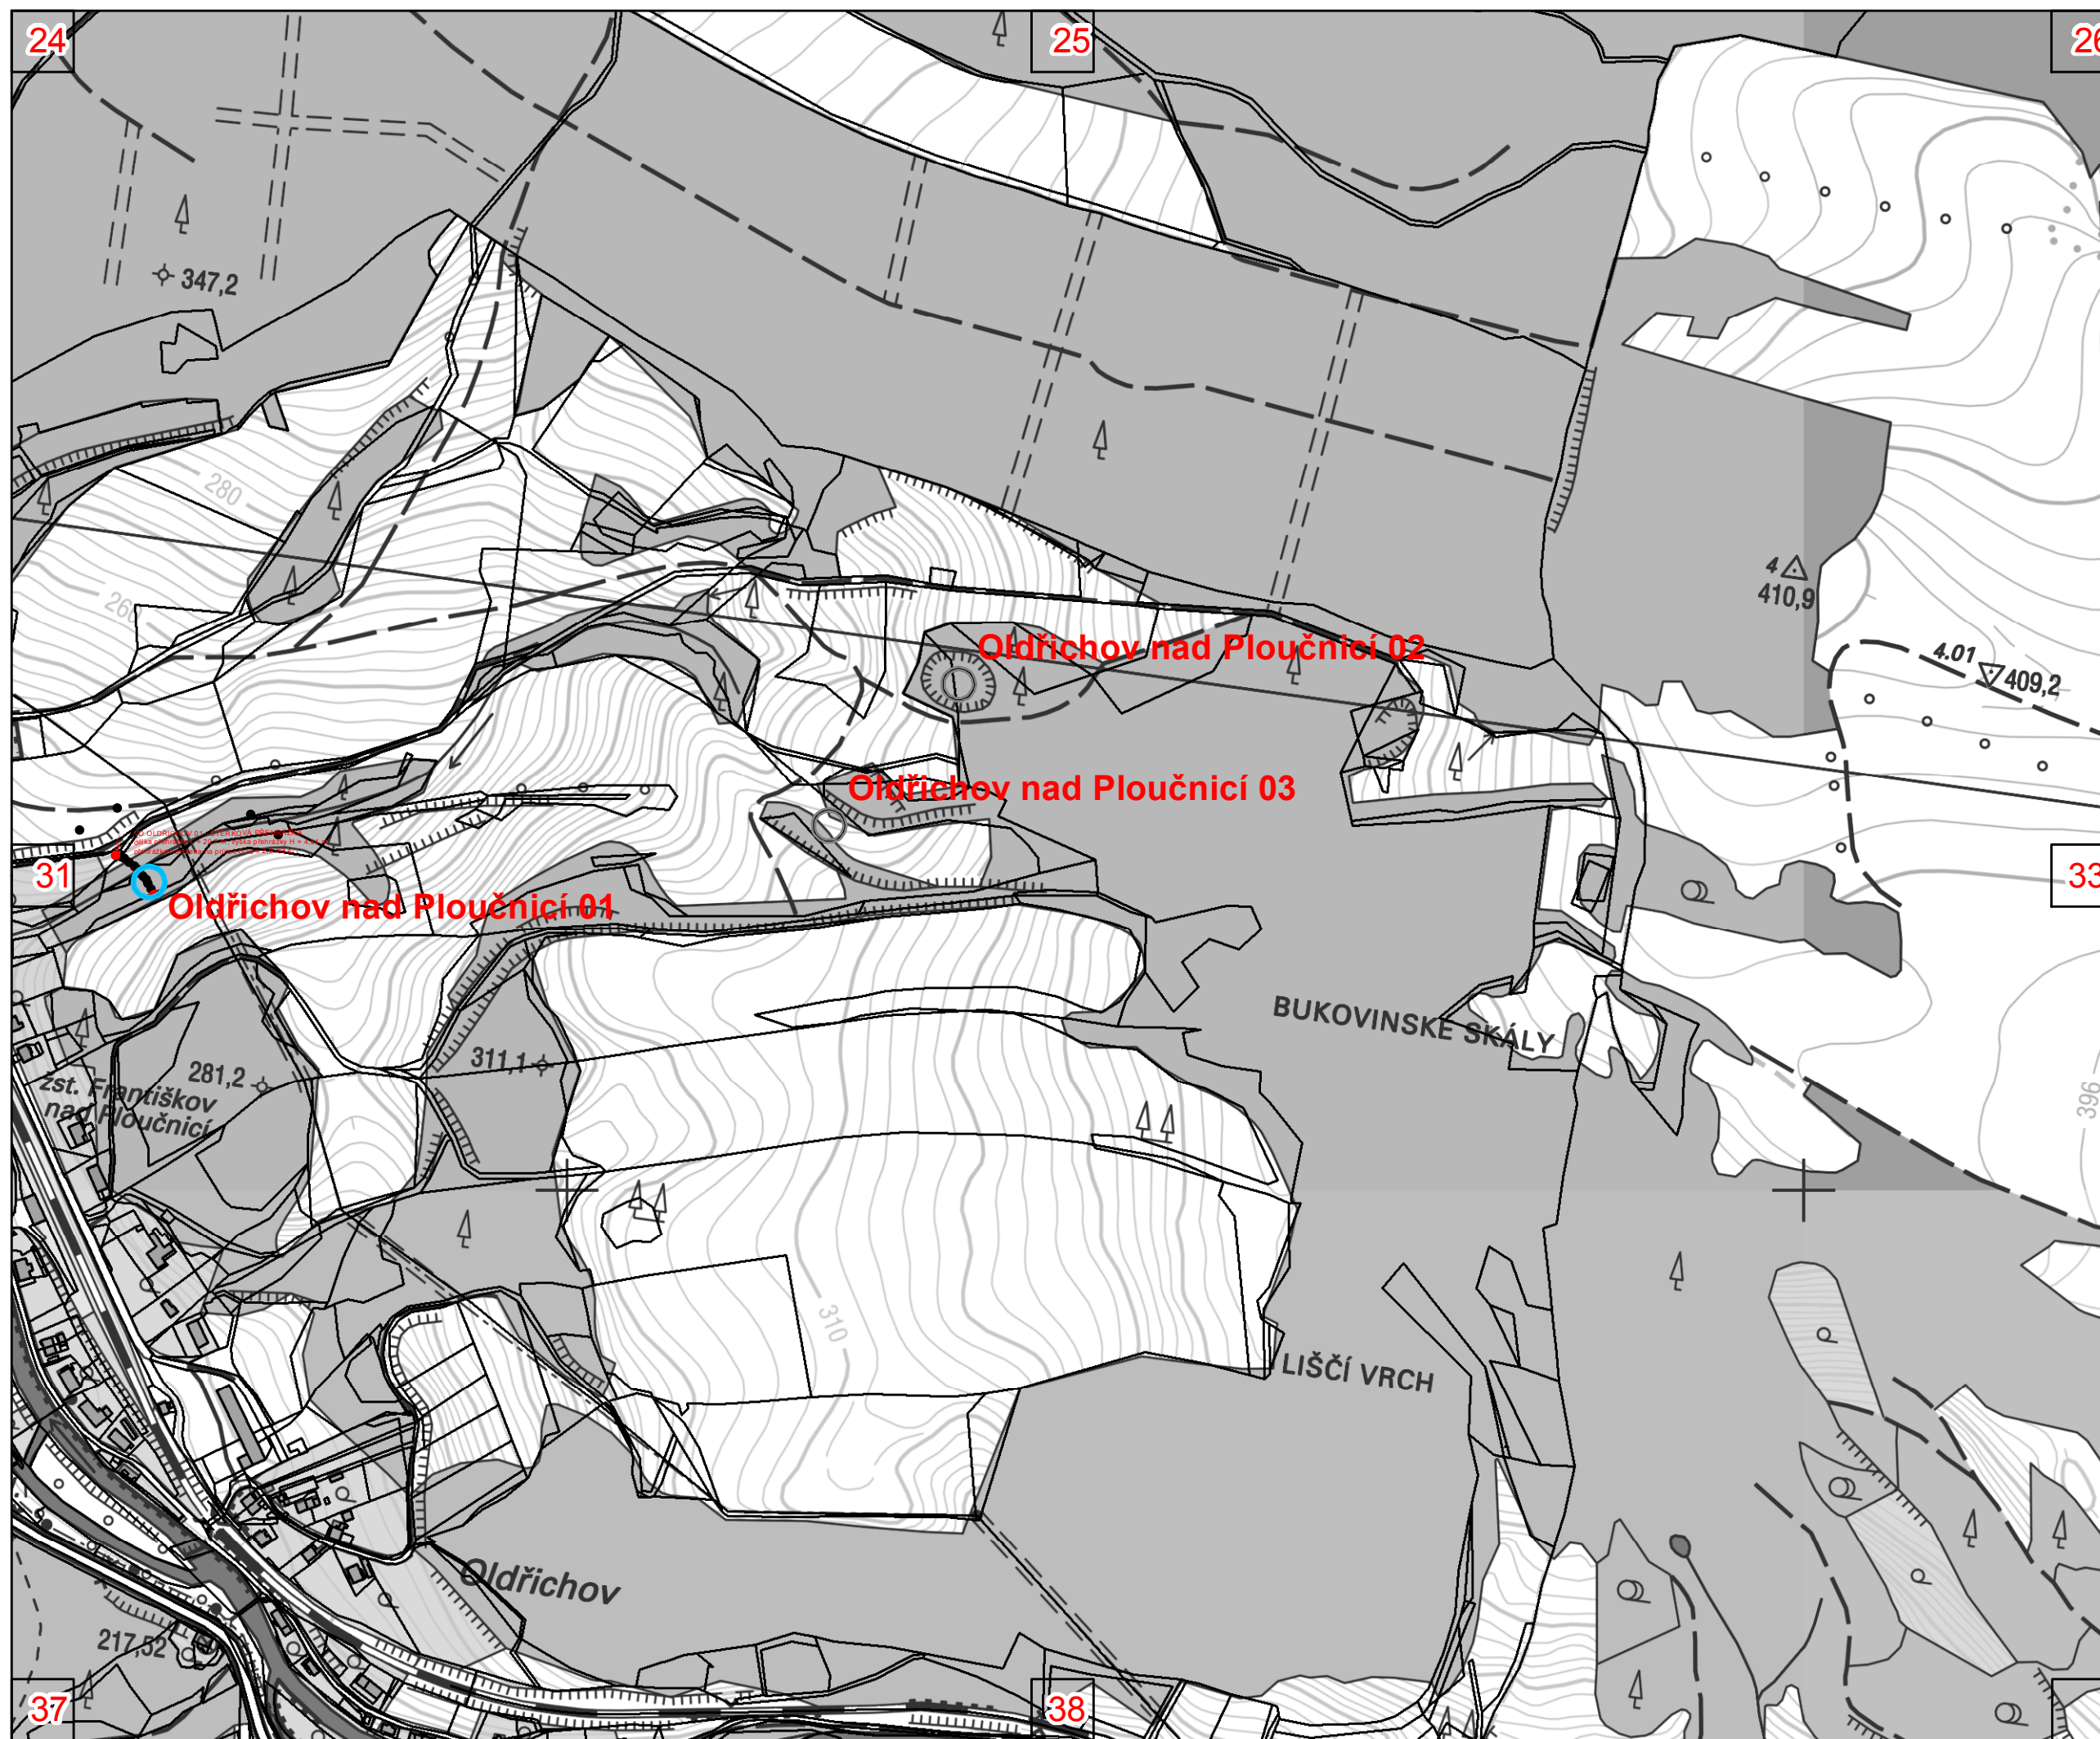 24
25
26
347,2
280
4
410,9
Oldřichov nad Ploučnicí 02
4.01
409,2
Oldřichov nad Ploučnicí 03
31
33
Oldřichov nad Ploučnicí 01
BUKOVINSKÉ SKÁLY
311,1
281,2
žst. Františkov
nad Ploučnicí
396
310
LIŠČÍ VRCH
Oldřichov
217,52
37
38